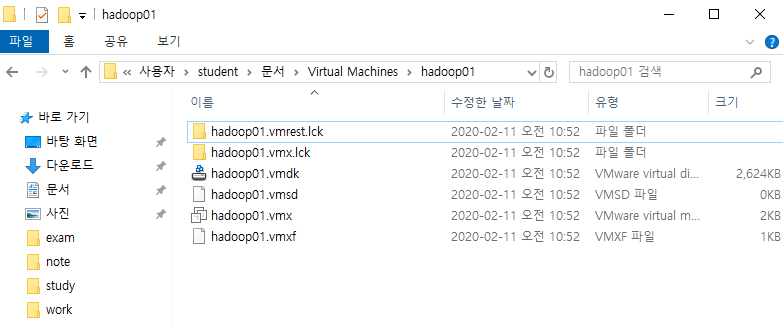 hadoop01
파일 홈 공유 보기
« 사용자 > student > 문서 > Virtual Machines > hadoop01 hadoop01 검색
이름 수정한 날짜 유형 크기
바로 가기
바탕 화면
다운로드
문서
사진
exam
note
study
work
hadoop01.vmrest.lck 2020-02-11 오전 10:52 파일 폴더
hadoop01.vmx.lck 2020-02-11 오전 10:52 파일 폴더
hadoop01.vmdk 2020-02-11 오전 10:52 VMware virtual di... 2,624KB
hadoop01.vmsd 2020-02-11 오전 10:52 VMSD 파일 0KB
hadoop01.vmx 2020-02-11 오전 10:52 VMware virtual m... 2KB
hadoop01.vmxf 2020-02-11 오전 10:52 VMXF 파일 1KB